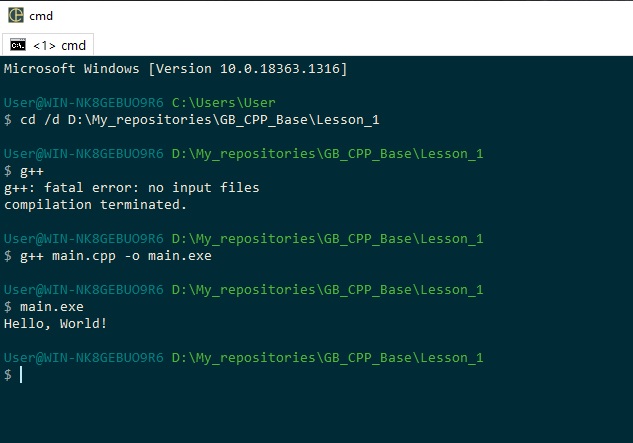 cmd
<1> cmd
Microsoft Windows [Version 10.0.18363.1316]
User@WIN-NK8GEBUO9R6 C:\Users\User
$ cd /d D:\My_repositories\GB_CPP_Base\Lesson_1
User@WIN-NK8GEBUO9R6 D:\My_repositories\GB_CPP_Base\Lesson_1
$ g++
g++: fatal error: no input files
compilation terminated.
User@WIN-NK8GEBUO9R6 D:\My_repositories\GB_CPP_Base\Lesson_1
$ g++ main.cpp -o main.exe
User@WIN-NK8GEBUO9R6 D:\My_repositories\GB_CPP_Base\Lesson_1
$ main.exe
Hello, World!
User@WIN-NK8GEBUO9R6 D:\My_repositories\GB_CPP_Base\Lesson_1
$